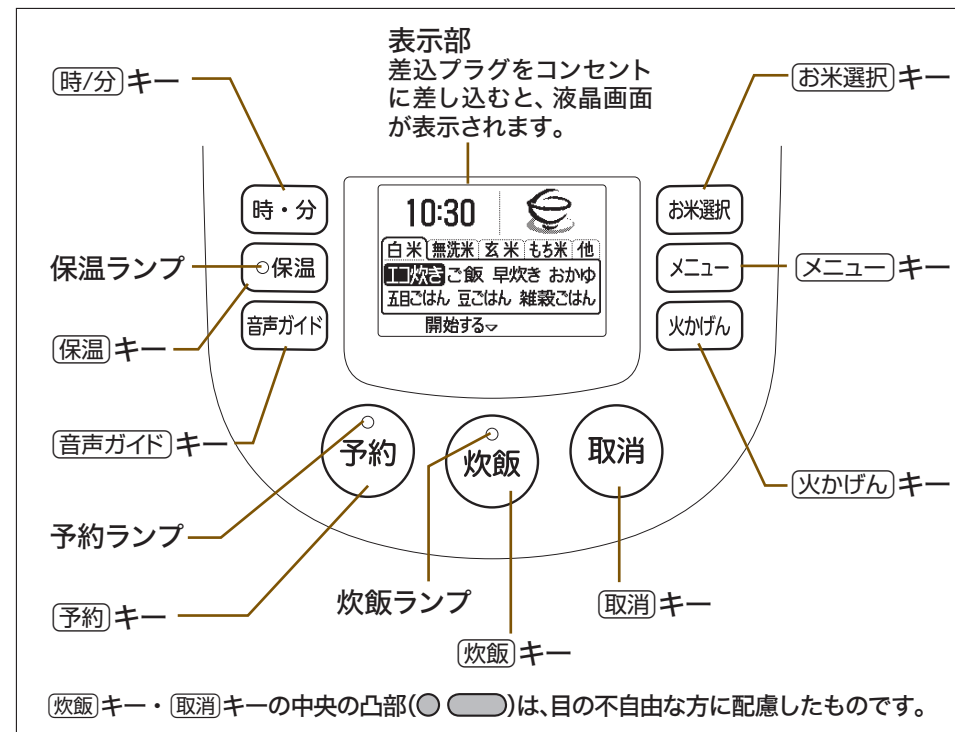 表示部
差込プラグをコンセント
に差し込むと、液晶画面
が表示されます。
時/分キー
お米選択キー
時・分
10:30
お米選択
白米 無洗米 玄米 もち米 他
保温ランプ
保温
メニュー
メニューキー
エコ炊き ご飯 早炊き おかゆ
五目ごはん 豆ごはん 雑穀ごはん
音声ガイド
開始する▽
火かげん
保温キー
音声ガイドキー
予約
炊飯
取消
火かげんキー
予約ランプ
予約キー
炊飯ランプ
取消キー
炊飯キー
炊飯キー・取消キーの中央の凸部()は、目の不自由な方に配慮したものです。